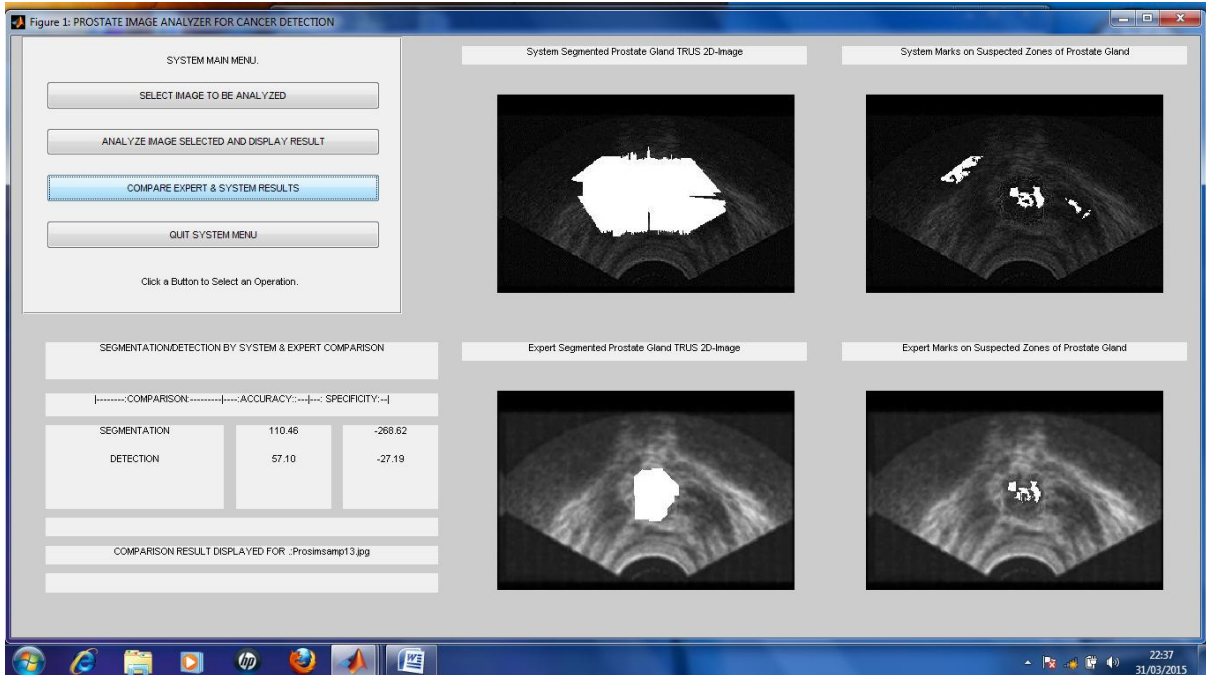 Figure 1: PROSTATE IMAGE ANALYZER FOR CANCER DETECTION
SYSTEM MAIN MENU.
SELECT IMAGE TO BE ANALYZED
ANALYZE IMAGE SELECTED AND DISPLAY RESULT
COMPARE EXPERT & SYSTEM RESULTS
QUIT SYSTEM MENU
Click a Button to Select an Operation.
System Segmented Prostate Gland TRUS 2D-Image
System Marks on Suspected Zones of Prostate Gland
SEGMENTATION/DETECTION BY SYSTEM & EXPERT COMPARISON
|--------:COMPARISON:---------|----:ACCURACY::---|---: SPECIFICITY:--|
SEGMENTATION 110.46 -268.62
DETECTION 57.10 -27.19
COMPARISON RESULT DISPLAYED FOR .:Prosimsamp13.jpg
Expert Segmented Prostate Gland TRUS 2D-Image
Expert Marks on Suspected Zones of Prostate Gland
hp
22:37
31/03/2015